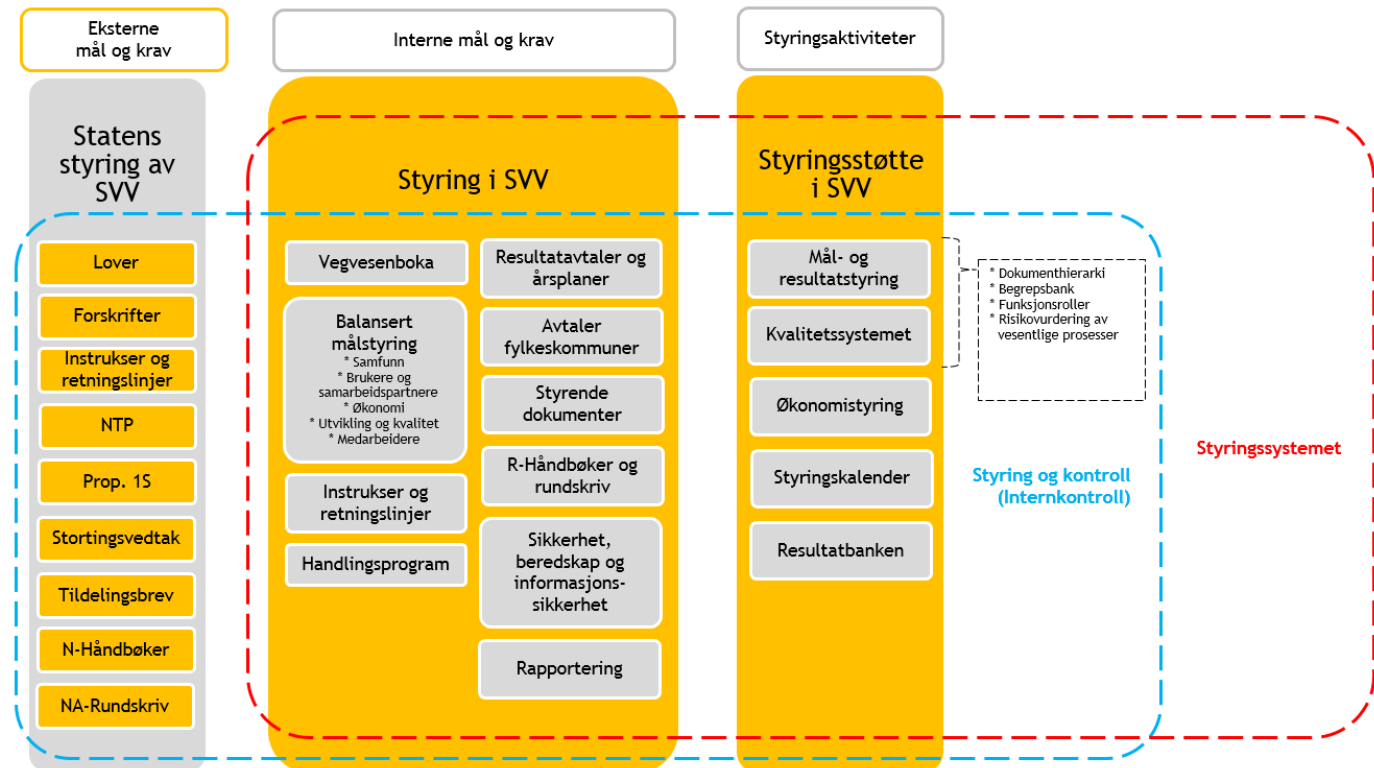 Eksterne
mål og krav
Interne mål og krav
Styringsaktiviteter
Statens
styring av
SVV
Lover
Forskrifter
Instrukser og
retningslinjer
NTP
Prop. 1S
Stortingsvedtak
Tildelingsbrev
N-Håndbøker
NA-Rundskriv
Styring i SVV
Vegvesenboka
Balansert
målstyring
* Samfunn
* Brukere og
samarbeidspartnere
* Økonomi
* Utvikling og kvalitet
* Medarbeidere
Instrukser og
retningslinjer
Handlingsprogram
Resultatavtaler og
årsplaner
Avtaler
fylkeskommuner
Styrende
dokumenter
R-Håndbøker og
rundskriv
Sikkerhet,
beredskap og
informasjons-
sikkerhet
Rapportering
Styringsstøtte
i SVV
Mål- og
resultatstyring
Kvalitetssystemet
Økonomistyring
Styringskalender
Resultatbanken
* Dokumenthierarki
* Begrepsbank
* Funksjonsroller
* Risikovurdering av
vesentlige prosesser
Styring og kontroll
(Internkontroll)
Styringssystemet